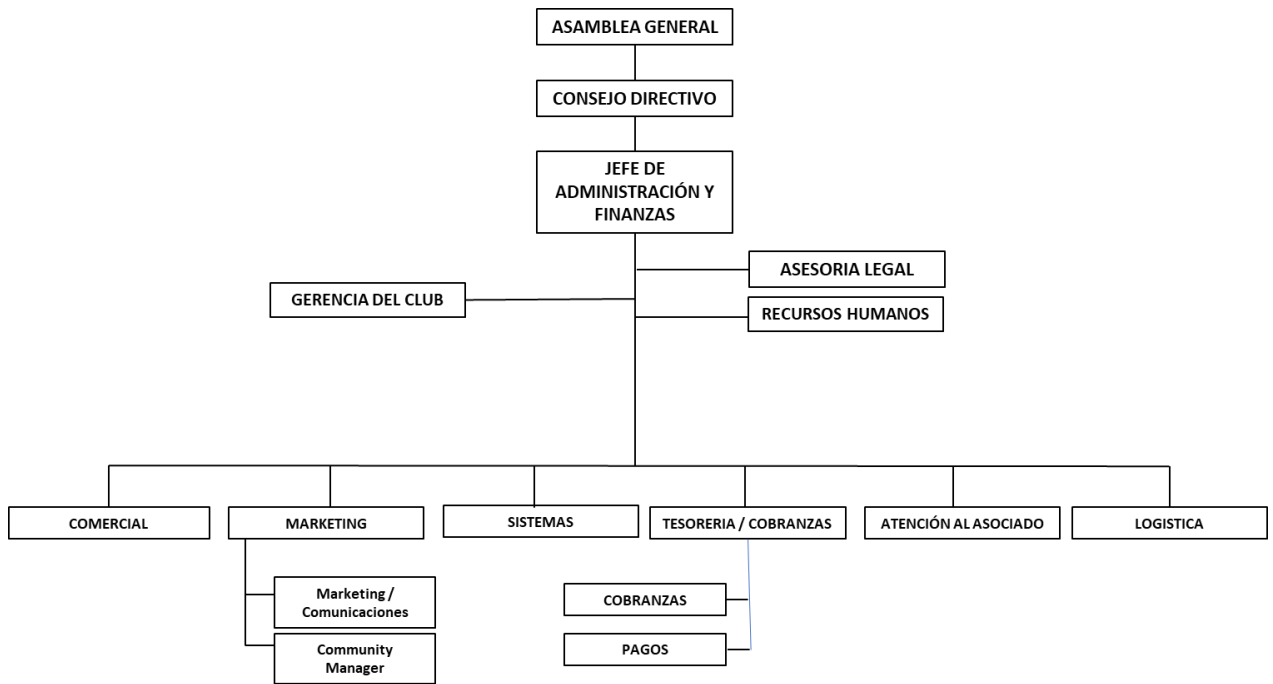 ASAMBLEA GENERAL
CONSEJO DIRECTIVO
JEFE DE
ADMINISTRACIÓN Y
FINANZAS
ASESORIA LEGAL
GERENCIA DEL CLUB
RECURSOS HUMANOS
COMERCIAL
MARKETING
SISTEMAS
TESORERIA / COBRANZAS
ATENCIÓN AL ASOCIADO
LOGISTICA
Marketing /
Comunicaciones
Community
Manager
COBRANZAS
PAGOS